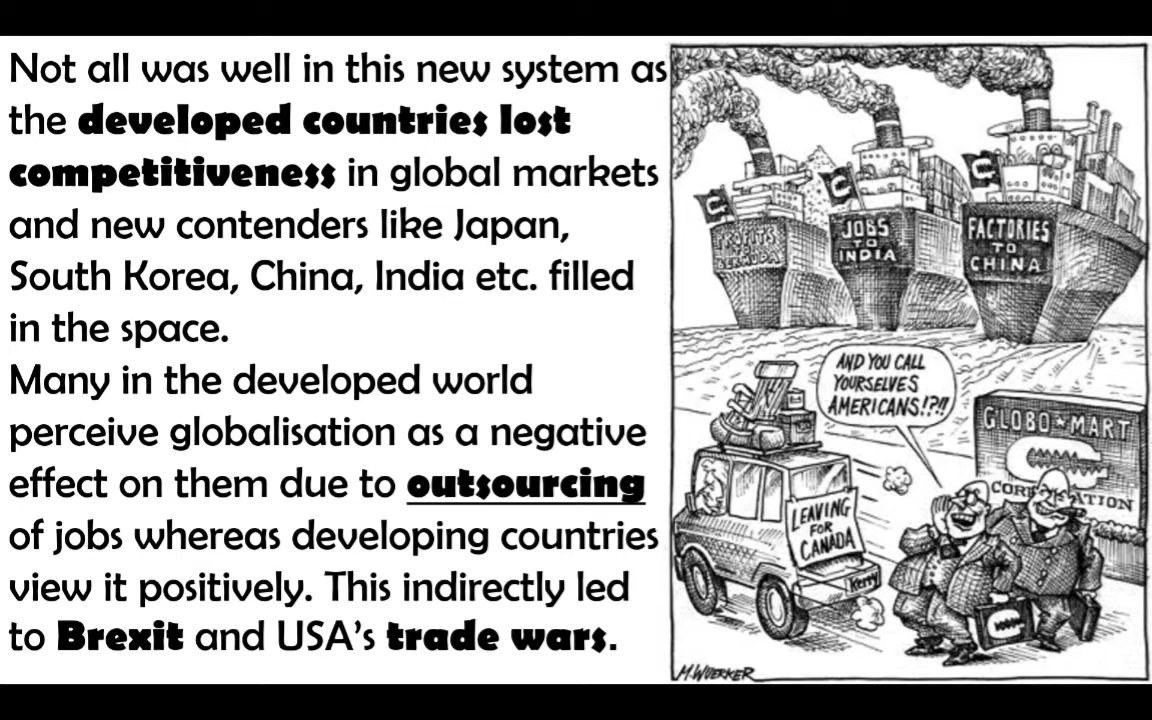 Not all was well in this new system as
the developed countries lost
competitiveness in global markets
and new contenders like Japan,
South Korea, China, India etc. filled
in the space.
Many in the developed world
perceive globalisation as a negative
effect on them due to outsourcing
of jobs whereas developing countries
view it positively. This indirectly led
to Brexit and USA's trade wars.
PROFITS
TO
BERMUDA
JOBS
TO
INDIA
FACTORIES
TO
CHINA
AND YOU CALL
YOURSELVES
AMERICANS!?!!
GLOBO★MART
CORPORATION
LEAVING
FOR
CANADA
Kerry
M.WUERKER